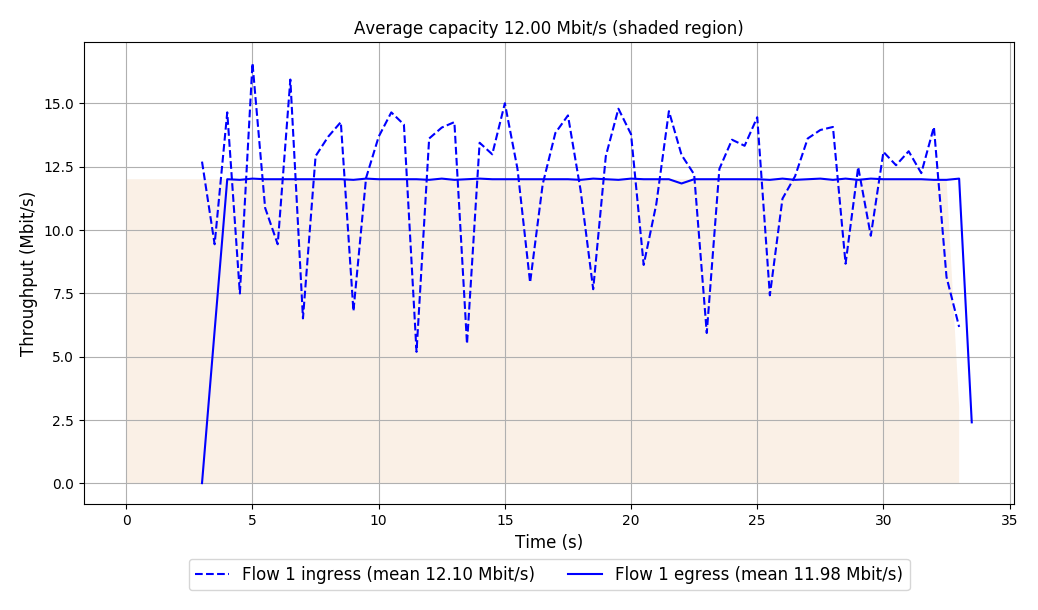 Average capacity 12.00 Mbit/s (shaded region)
Throughput (Mbit/s)
15.0
12.5
10.0
7.5
5.0
2.5
0.0
0 5 10 15 20 25 30 35
Time (s)
Flow 1 ingress (mean 12.10 Mbit/s) Flow 1 egress (mean 11.98 Mbit/s)